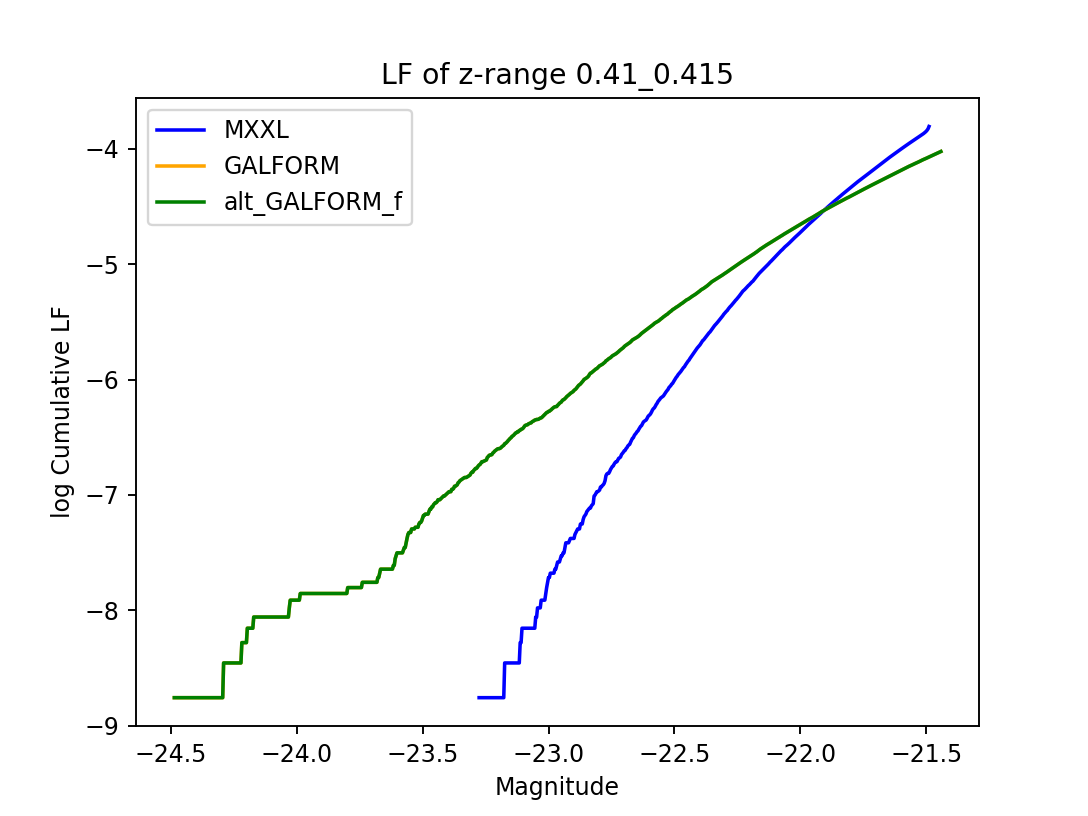 LF of z-range 0.41_0.415
MXXL
GALFORM
alt_GALFORM_f
log Cumulative LF
−4
−5
−6
−7
−8
−9
−24.5 −24.0 −23.5 −23.0 −22.5 −22.0 −21.5
Magnitude